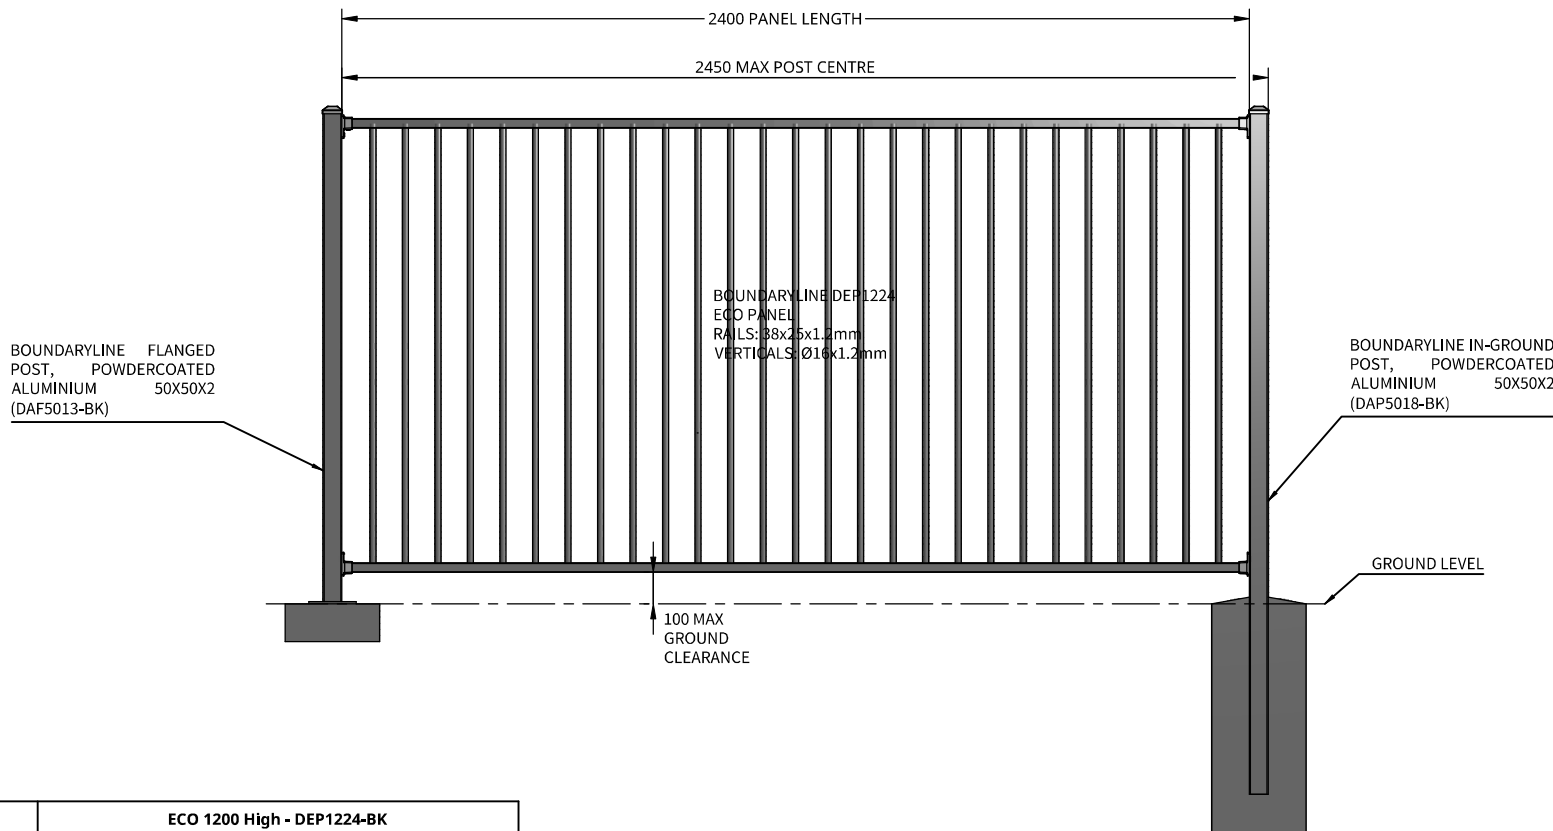 2400 PANEL LENGTH
2450 MAX POST CENTRE
BOUNDARYLINE DEP1224
ECO PANEL
RAILS: 38x25x1.2mm
VERTICALS: Ø16x1.2mm
BOUNDARYLINE FLANGED
POST, POWDERCOATED
ALUMINIUM 50X50X2
(DAF5013-BK)
BOUNDARYLINE IN-GROUND
POST, POWDERCOATED
ALUMINIUM 50X50X2
(DAP5018-BK)
GROUND LEVEL
100 MAX
GROUND
CLEARANCE
ECO 1200 High - DEP1224-BK